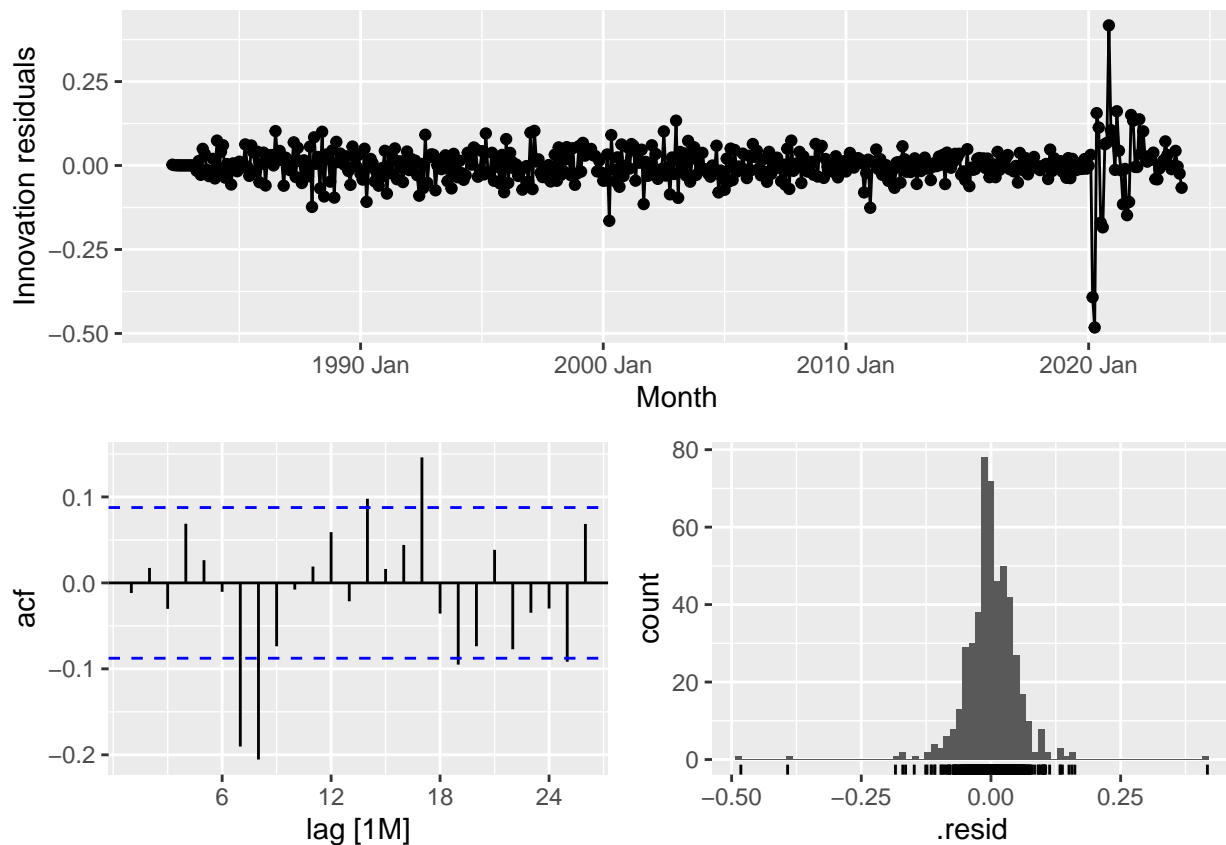 0.25
0.00
−0.25
−0.50
Innovation residuals
1990 Jan 2000 Jan 2010 Jan 2020 Jan
Month
0.1
0.0
−0.1
−0.2
acf
6 12 18 24
lag [1M]
80
60
40
20
0
count
−0.50 −0.25 0.00 0.25
.resid